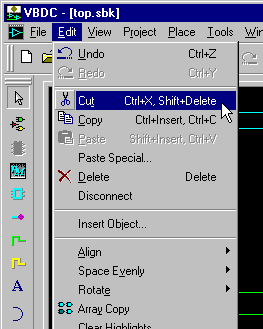 VBDC - [top.sbk]
File Edit View Project Place Tools
Undo Ctrl+Z
Redo Ctrl+Y
Cut Ctrl+X, Shift+Delete
Copy Ctrl+Insert, Ctrl+C
Paste Shift+Insert, Ctrl+V
Paste Special...
Delete Delete
Disconnect
Insert Object...
Align
Space Evenly
Rotate
A
Array Copy
Clear Highlights